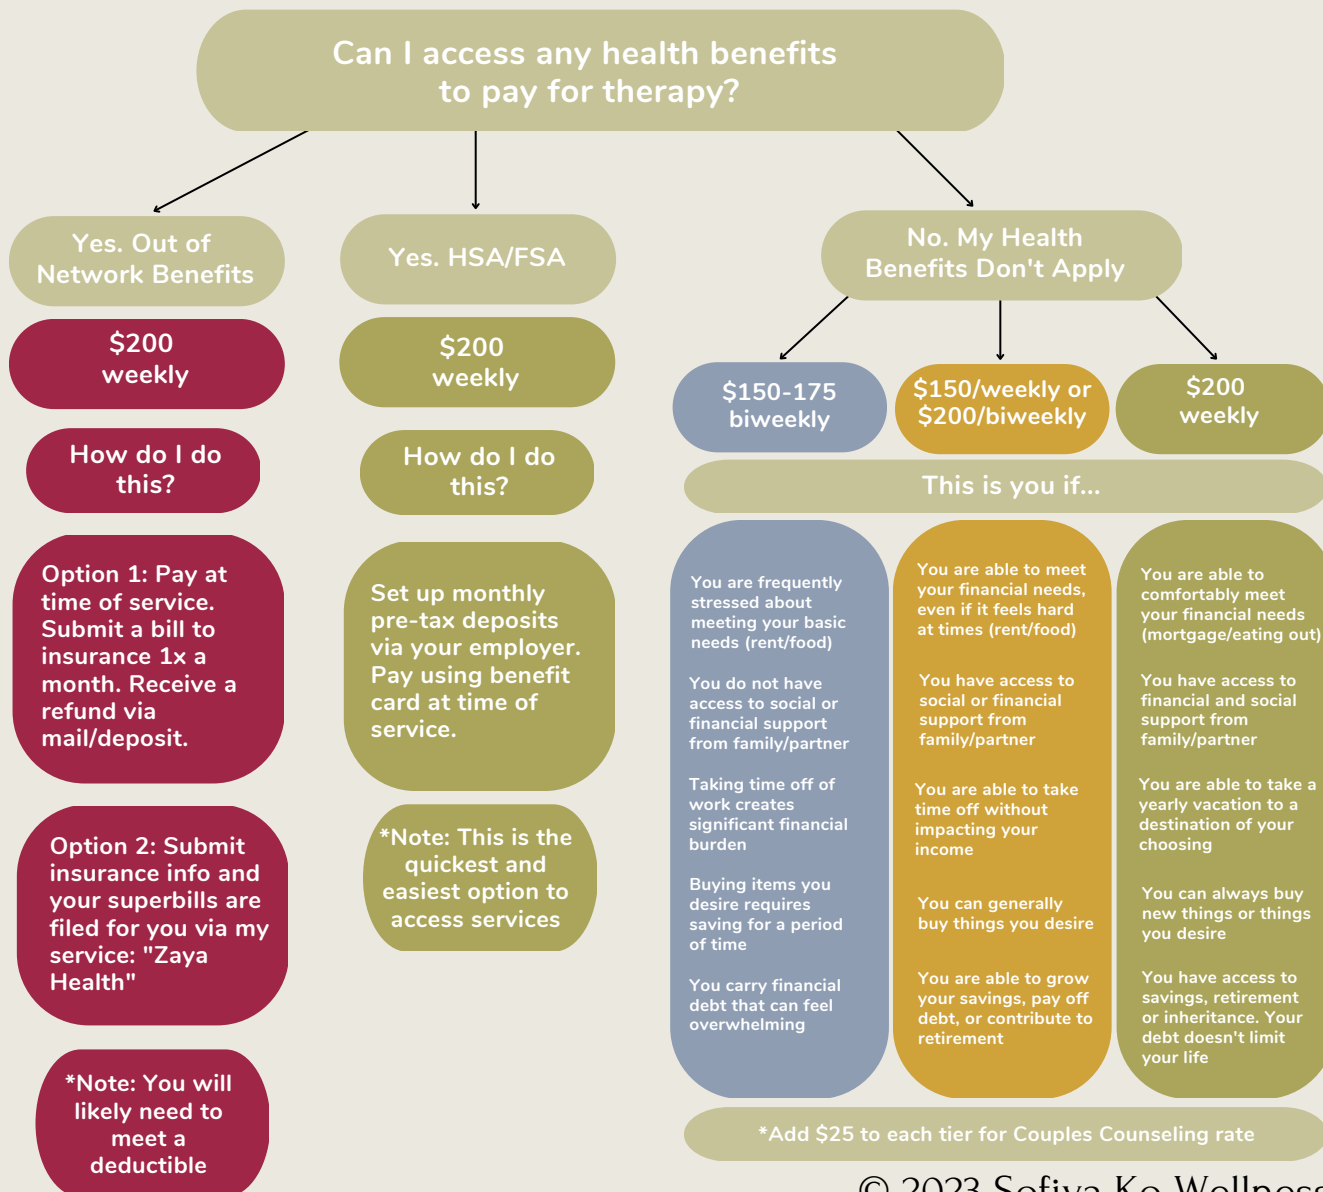 Can I access any health benefits
to pay for therapy?
Yes. Out of
Network Benefits
$200
weekly
How do I do
this?
Option 1: Pay at
time of service.
Submit a bill to
insurance 1x a
month. Receive a
refund via
mail/deposit.
Option 2: Submit
insurance info and
your superbills are
filed for you via my
service: "Zaya
Health"
*Note: You will
likely need to
meet a
deductible
Yes. HSA/FSA
$200
weekly
How do I do
this?
Set up monthly
pre-tax deposits
via your employer.
Pay using benefit
card at time of
service.
*Note: This is the
quickest and
easiest option to
access services
No. My Health
Benefits Don't Apply
$150-175
biweekly
$150/weekly or
$200/biweekly
$200
weekly
This is you if...
You are frequently
stressed about
meeting your basic
needs (rent/food)
You do not have
access to social or
financial support
from family/partner
Taking time off of
work creates
significant financial
burden
Buying items you
desire requires
saving for a period
of time
You carry financial
debt that can feel
overwhelming
You are able to meet
your financial needs,
even if it feels hard
at times (rent/food)
You have access to
social or financial
support from
family/partner
You are able to take
time off without
impacting your
income
You can generally
buy things you desire
You are able to grow
your savings, pay off
debt, or contribute to
retirement
You are able to
comfortably meet
your financial needs
(mortgage/eating out)
You have access to
financial and social
support from
family/partner
You are able to take a
yearly vacation to a
destination of your
choosing
You can always buy
new things or things
you desire
You have access to
savings, retirement
or inheritance. Your
debt doesn't limit
your life
*Add $25 to each tier for Couples Counseling rate
© 2023 Sofiya Ko Wellness